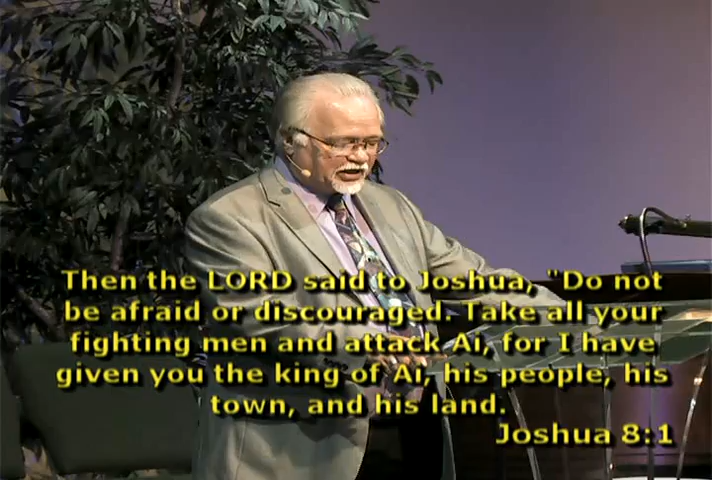 Then the LORD said to Joshua, "Do not
be afraid or discouraged. Take all your
fighting men and attack Ai, for I have
given you the king of Ai, his people, his
town, and his land.
Joshua 8:1